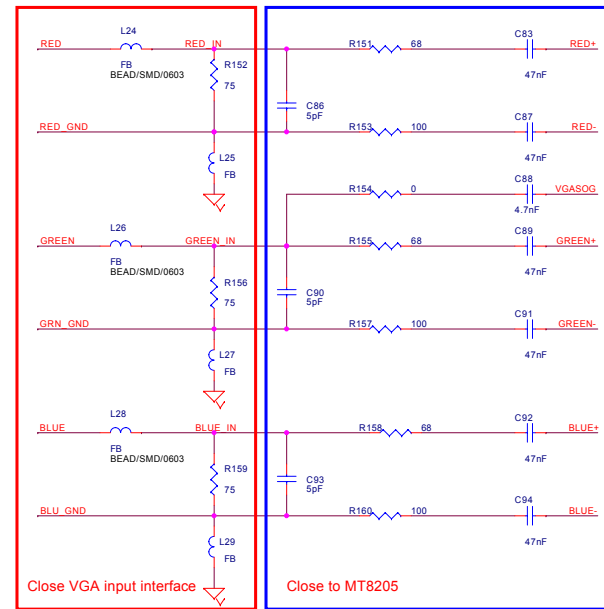 L24
RED
RED_IN
FB
BEAD/SMD/0603
R152
75
RED_GND
L25
FB
R151
68
C83
RED+
47nF
C86
5pF
R153
100
C87
RED-
47nF
R154
0
C88
VGASOG
4.7nF
L26
GREEN
GREEN_IN
FB
BEAD/SMD/0603
R156
75
GRN_GND
L27
FB
R155
68
C89
GREEN+
47nF
C90
5pF
R157
100
C91
GREEN-
47nF
L28
BLUE
BLUE_IN
FB
BEAD/SMD/0603
R159
75
BLU_GND
L29
FB
R158
68
C92
BLUE+
47nF
C93
5pF
R160
100
C94
BLUE-
47nF
Close VGA input interface
Close to MT8205